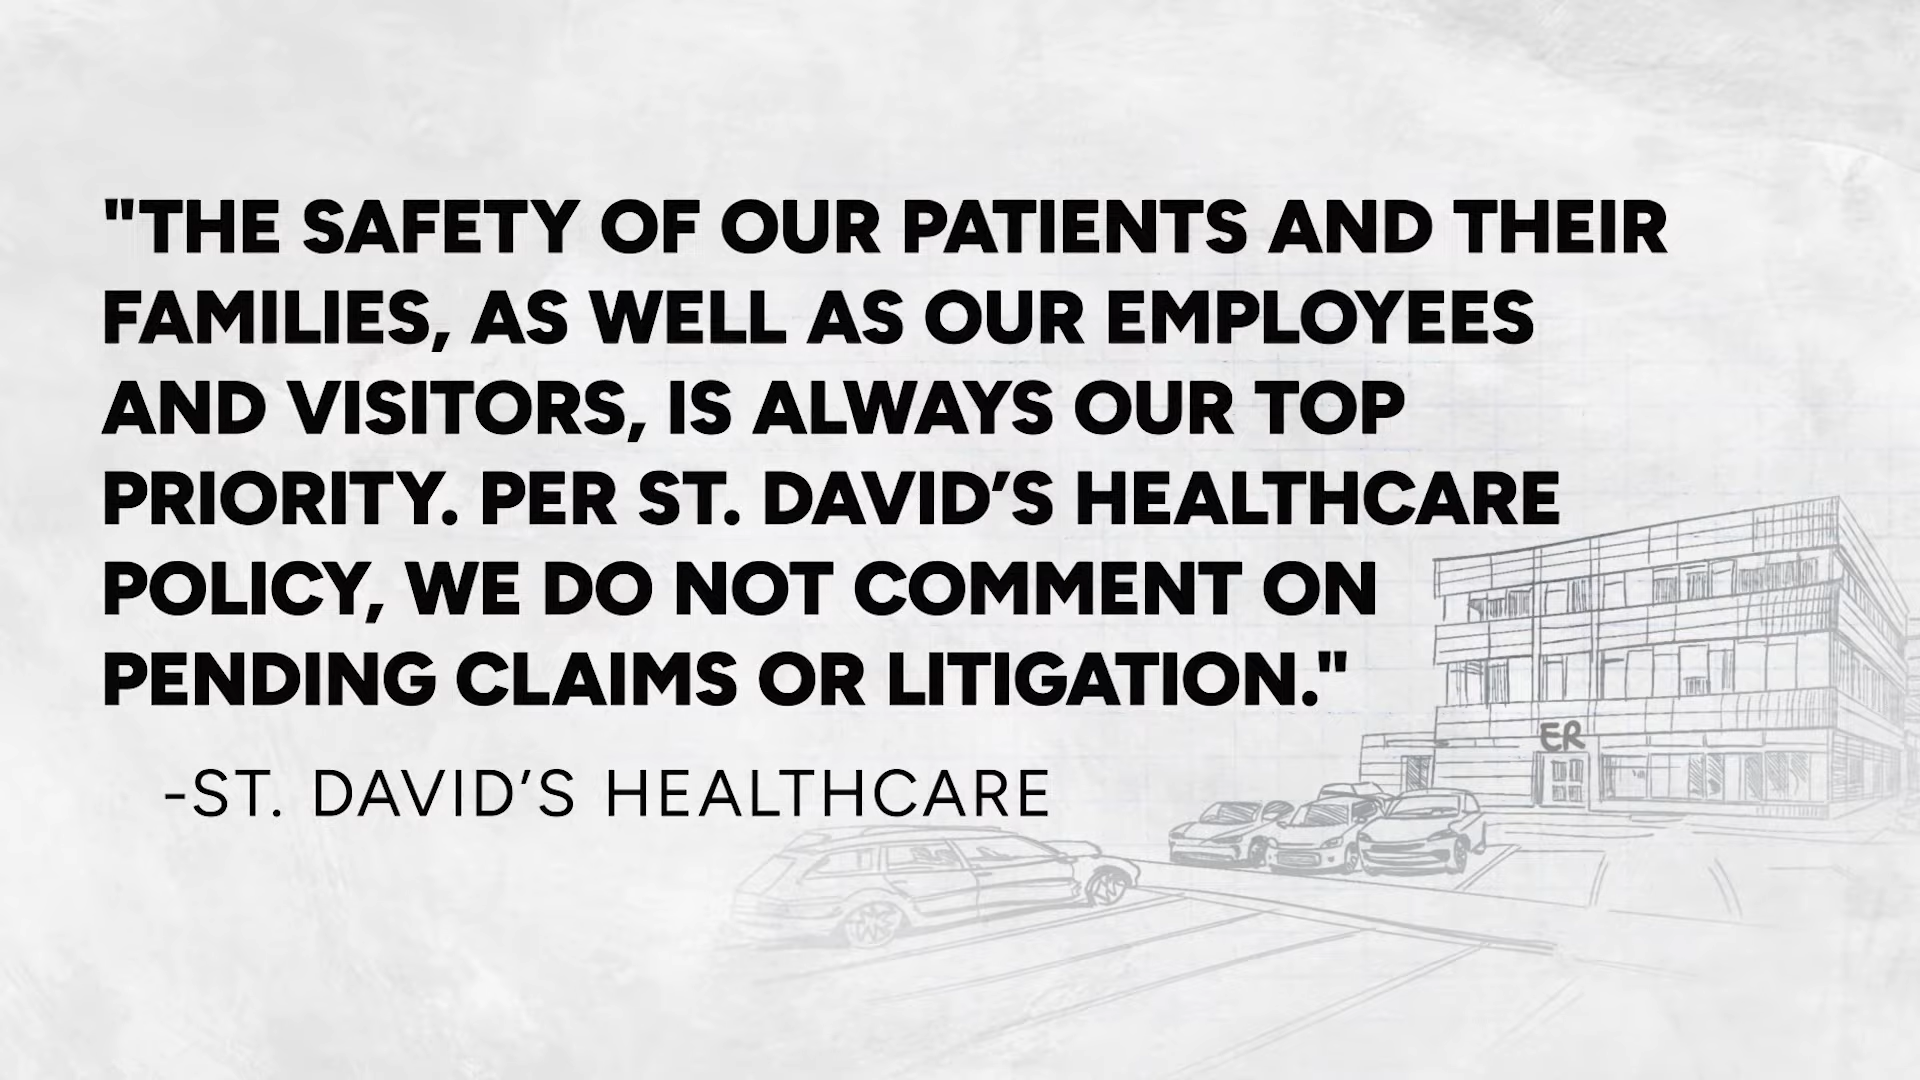 "THE SAFETY OF OUR PATIENTS AND THEIR
FAMILIES, AS WELL AS OUR EMPLOYEES
AND VISITORS, IS ALWAYS OUR TOP
PRIORITY. PER ST. DAVID’S HEALTHCARE
POLICY, WE DO NOT COMMENT ON
PENDING CLAIMS OR LITIGATION."
-ST. DAVID’S HEALTHCARE
ER